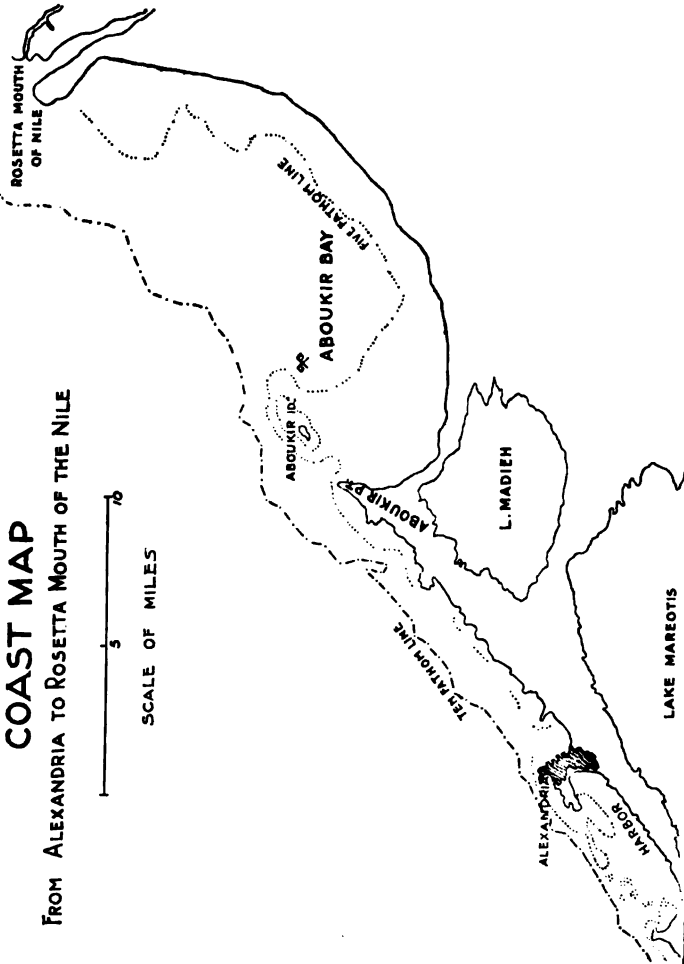 COAST MAP
FROM ALEXANDRIA TO ROSETTA MOUTH OF THE NILE
5
10
SCALE OF MILES
ROSETTA MOUTH
OF NILE
FIVE FATHOM LINE
ABOUKIR BAY
ABOUKIR ID.
ABOUKIR PT.
L. MADIEH
TEM FATHOM LINE
LAKE MAREOTIS
ALEXANDRIA
HARBOR